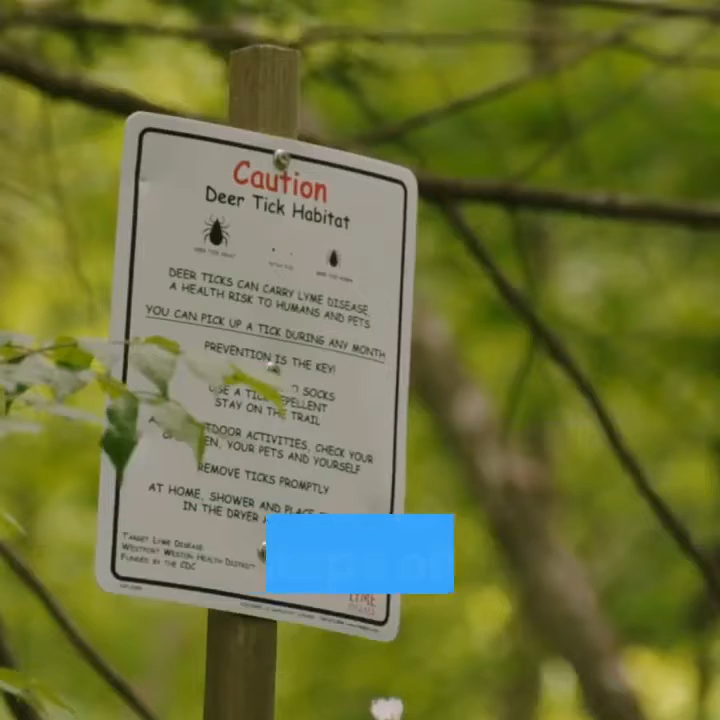 Caution
Deer Tick Habitat
DEER TICKS CAN CARRY LYME DISEASE,
A HEALTH RISK TO HUMANS AND PETS
YOU CAN PICK UP A TICK DURING ANY MONTH
PREVENTION IS THE KEY!
SOCKS
USE A TICK REPELLENT
STAY ON THE TRAIL
ACTIVITIES, CHECK YOUR
YOUR PETS AND YOURSELF
REMOVE TICKS PROMPTLY
AT HOME, SHOWER AND PLACE
IN THE DRYER
TARGET LYME DISEASE
WESTPORT WESTON HEALTH DISTRICT
FUNDED BY THE CDC
LYME